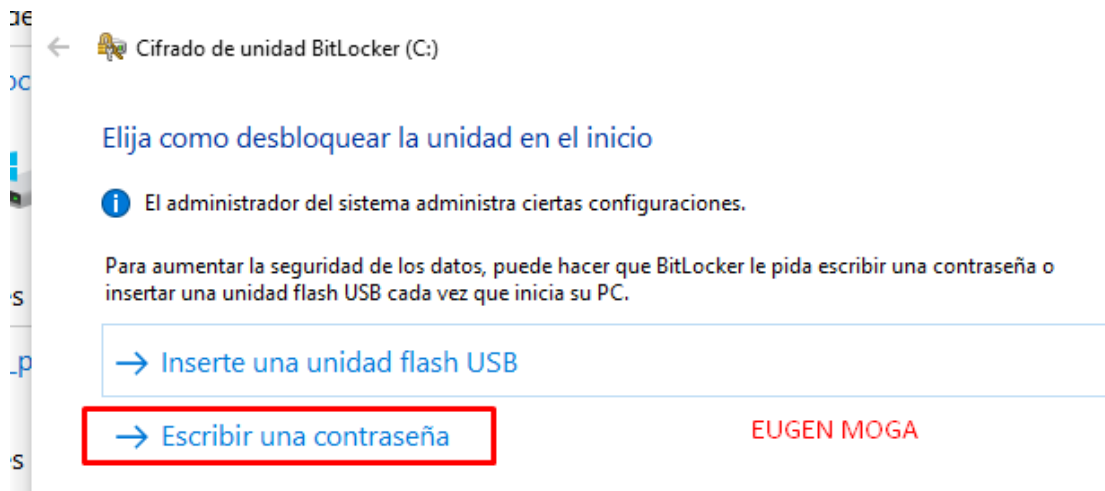 Cifrado de unidad BitLocker (C:)
Elija como desbloquear la unidad en el inicio
El administrador del sistema administra ciertas configuraciones.
Para aumentar la seguridad de los datos, puede hacer que BitLocker le pida escribir una contraseña o
insertar una unidad flash USB cada vez que inicia su PC.
Inserte una unidad flash USB
Escribir una contraseña
EUGEN MOGA